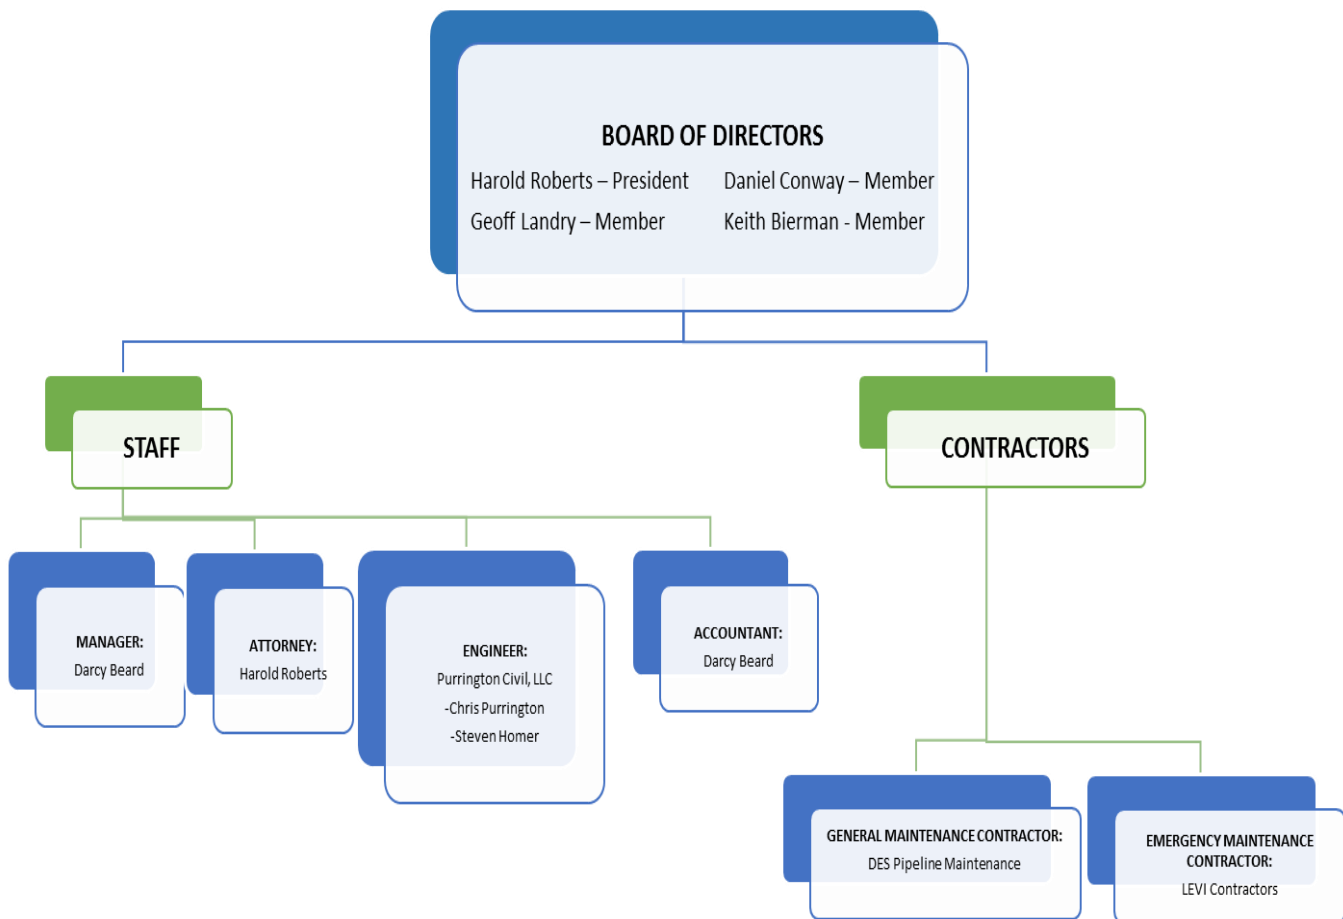 BOARD OF DIRECTORS
Harold Roberts – President Daniel Conway – Member
Geoff Landry – Member Keith Bierman - Member
STAFF
CONTRACTORS
MANAGER:
Darcy Beard
ATTORNEY:
Harold Roberts
ENGINEER:
Purrington Civil, LLC
-Chris Purrington
-Steven Homer
ACCOUNTANT:
Darcy Beard
GENERAL MAINTENANCE CONTRACTOR:
DES Pipeline Maintenance
EMERGENCY MAINTENANCE
CONTRACTOR:
LEVI Contractors